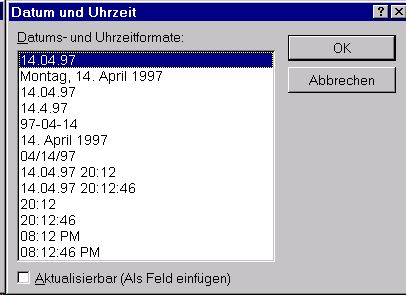 Datum und Uhrzeit
Datums- und Uhrzeitformate:
14.04.97
Montag, 14. April 1997
14.04.97
14.4.97
97-04-14
14. April 1997
04/14/97
14.04.97 20:12
14.04.97 20:12:46
20:12
20:12:46
08:12 PM
08:12:46 PM
OK
Abbrechen
Aktualisierbar (Als Feld einfügen)